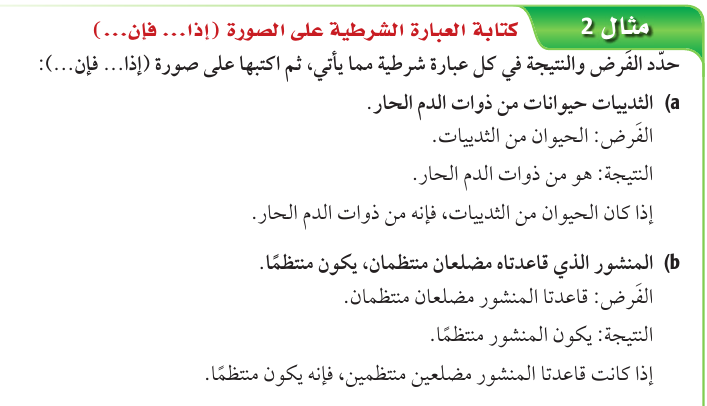 مثال 2 كتابة العبارة الشرطية على الصورة (إذا... فإن...)
حدّد الفَرض والنتيجة في كل عبارة شرطية مما يأتي، ثم اكتبها على صورة (إذا... فإن...):
a) الثدييات حيوانات من ذوات الدم الحار.
الفَرض: الحيوان من الثدييات.
النتيجة: هو من ذوات الدم الحار.
إذا كان الحيوان من الثدييات، فإنه من ذوات الدم الحار.
b) المنشور الذي قاعدتاه مضلعان منتظمان، يكون منتظمًا.
الفَرض: قاعدتا المنشور مضلعان منتظمان.
النتيجة: يكون المنشور منتظمًا.
إذا كانت قاعدتا المنشور مضلعين منتظمين، فإنه يكون منتظمًا.